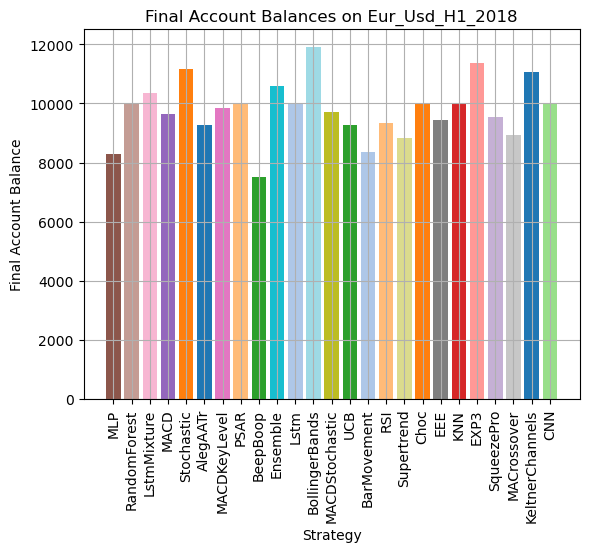 Final Account Balances on Eur_Usd_H1_2018
Final Account Balance
12000
10000
8000
6000
4000
2000
0
MLP
RandomForest
LstmMixture
MACD
Stochastic
AlegAATr
MACDKeyLevel
PSAR
BeepBoop
Ensemble
Lstm
BollingerBands
MACDStochastic
UCB
BarMovement
RSI
Supertrend
Choc
EEE
KNN
EXP3
SqueezePro
MACrossover
KeltnerChannels
CNN
Strategy